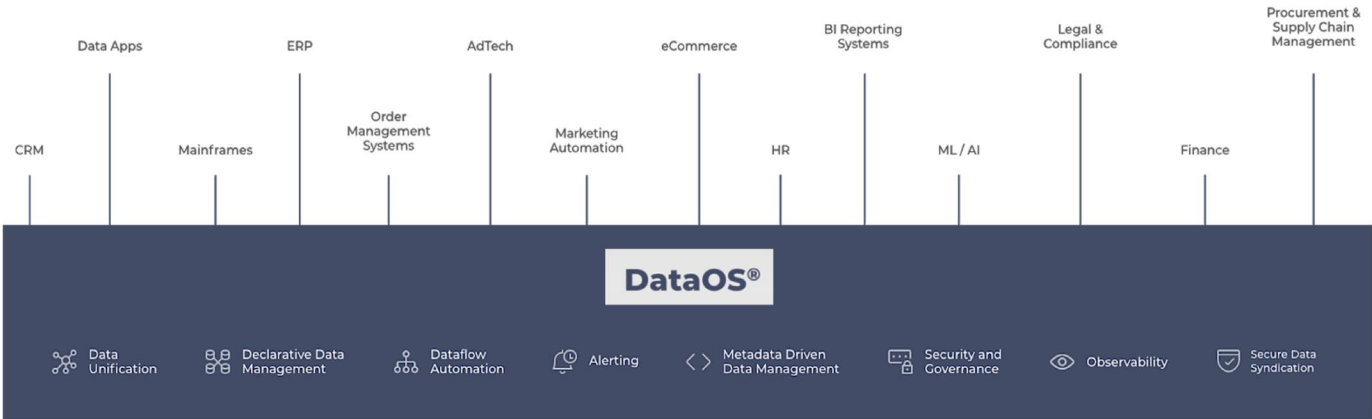 Procurement &
Supply Chain
Management
Data Apps
ERP
AdTech
eCommerce
BI Reporting
Systems
Legal &
Compliance
CRM
Mainframes
Order
Management
Systems
Marketing
Automation
HR
ML / AI
Finance
DataOS®
Data
Unification
Declarative Data
Management
Dataflow
Automation
Alerting
Metadata Driven
Data Management
Security and
Governance
Observability
Secure Data
Syndication